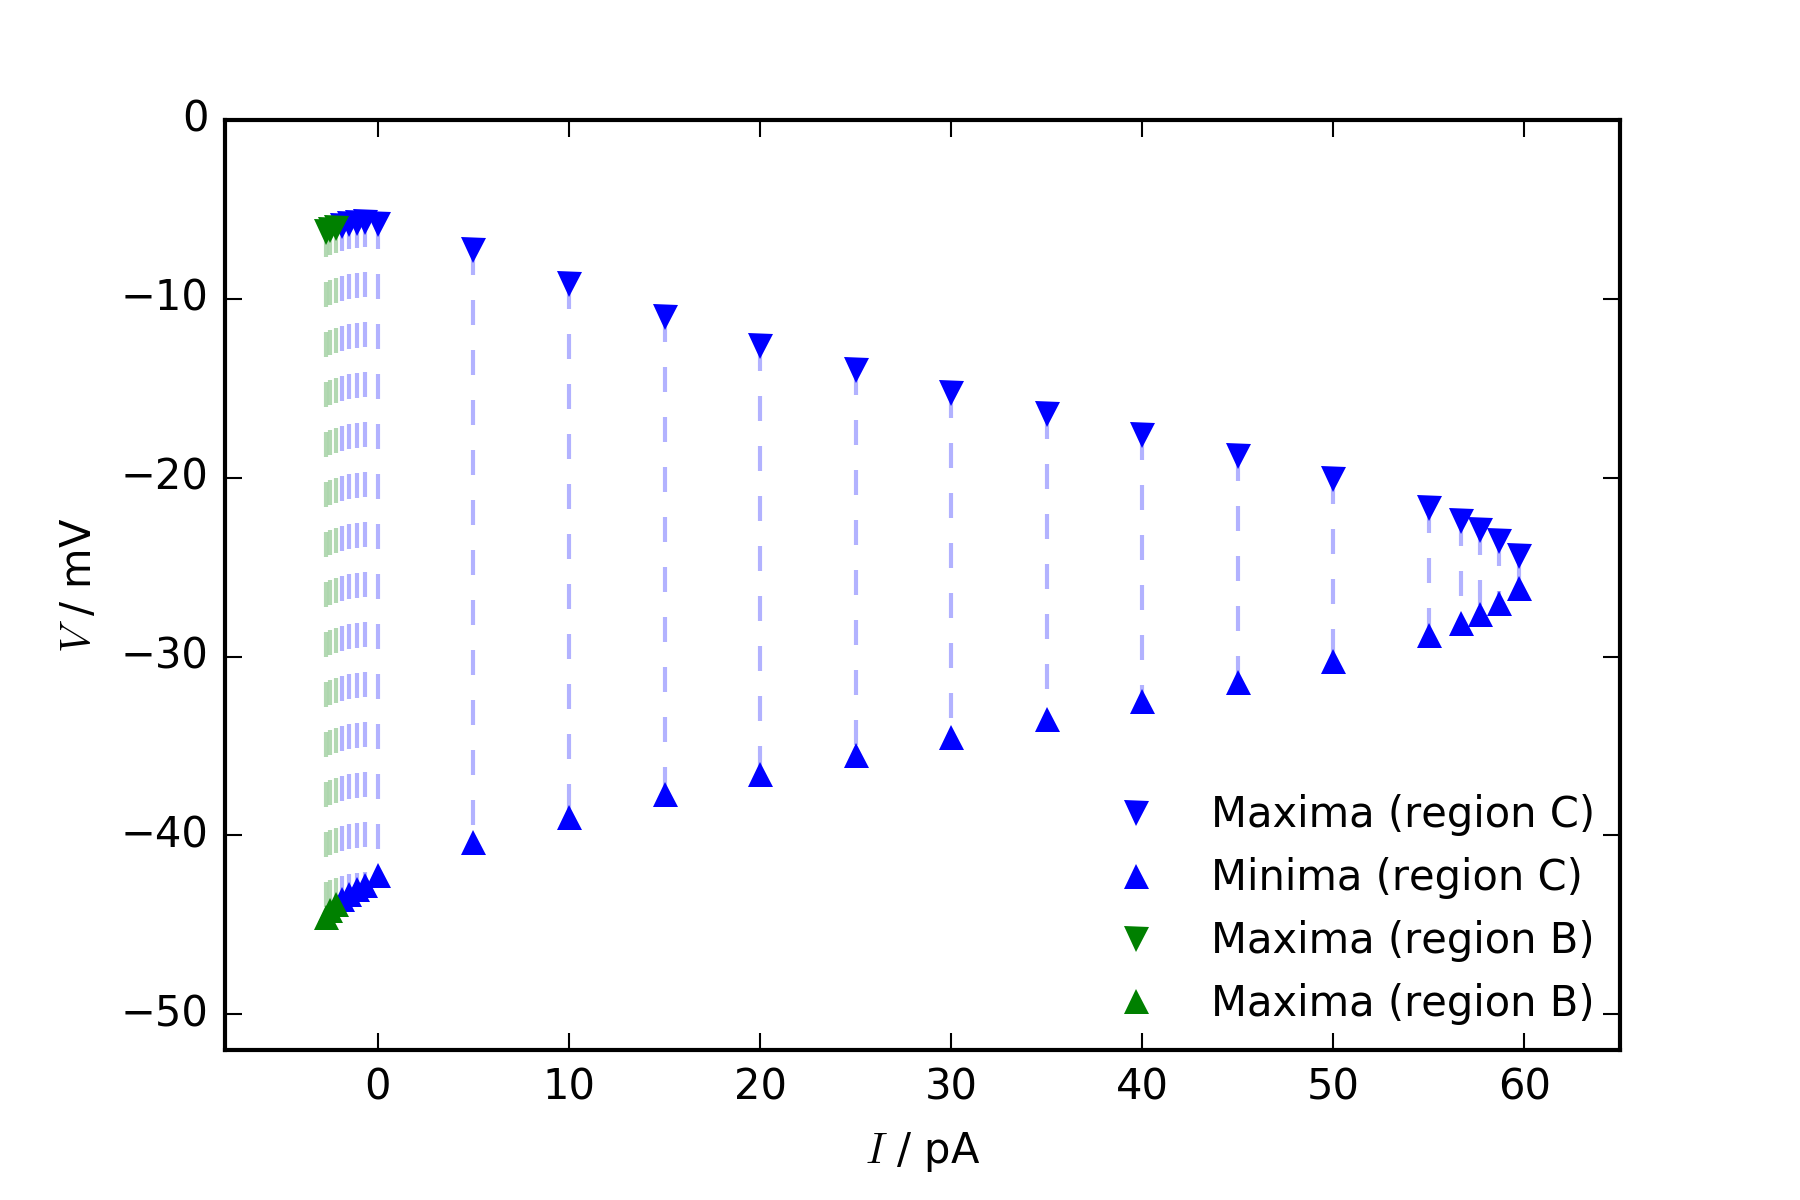 0
−10
−20
−30
−40
−50
V / mV
Maxima (region C)
Minima (region C)
Maxima (region B)
Maxima (region B)
0 10 20 30 40 50 60
I / pA